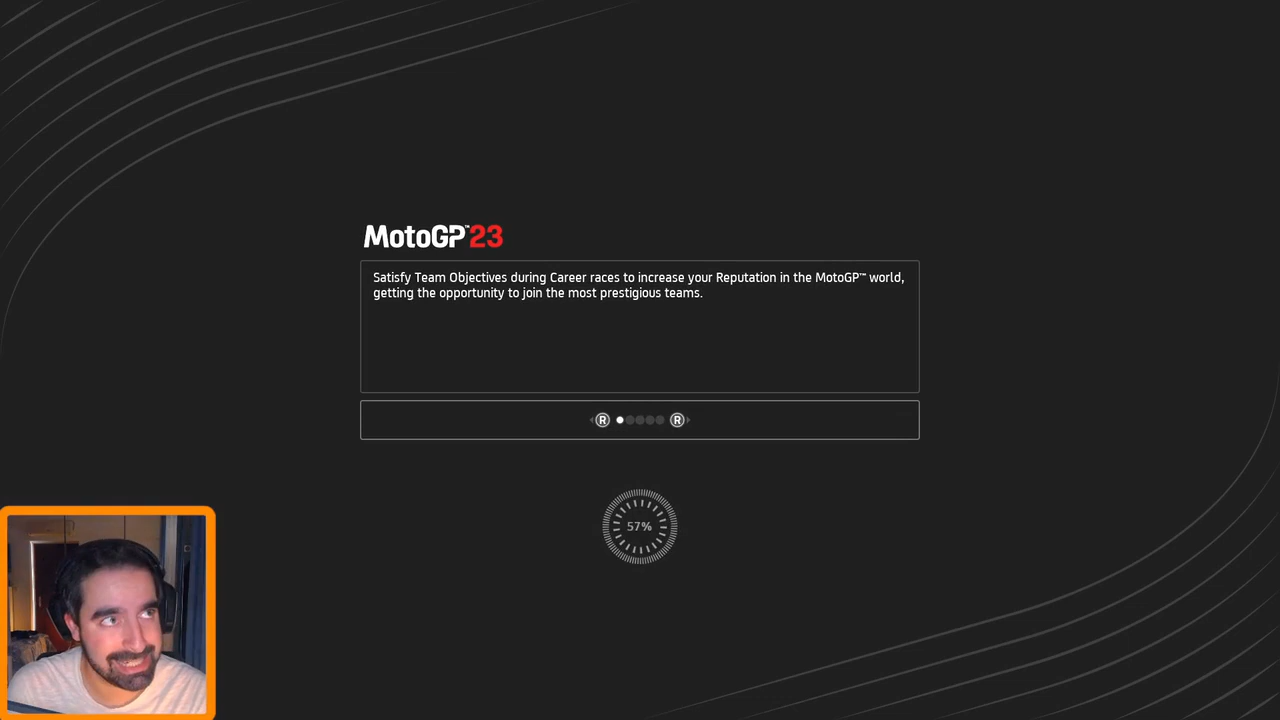 MotoGP™23
Satisfy Team Objectives during Career races to increase your Reputation in the MotoGP™ world,
getting the opportunity to join the most prestigious teams.
R R
57%